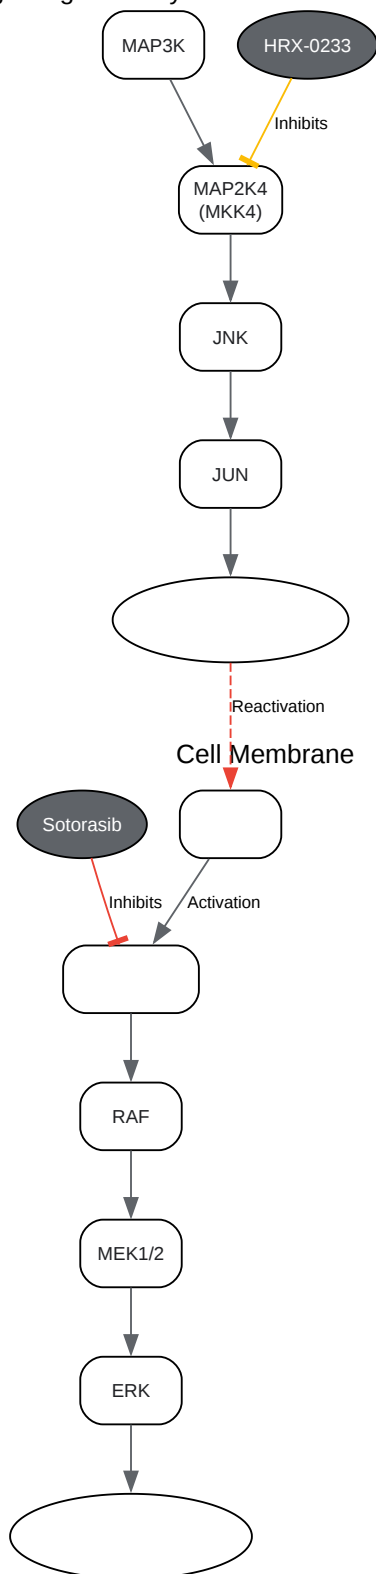 MAP3K
HRX-0233
Inhibits
MAP2K4
(MKK4)
JNK
JUN
Reactivation
Cell Membrane
Sotorasib
Inhibits
Activation
RAF
MEK1/2
ERK